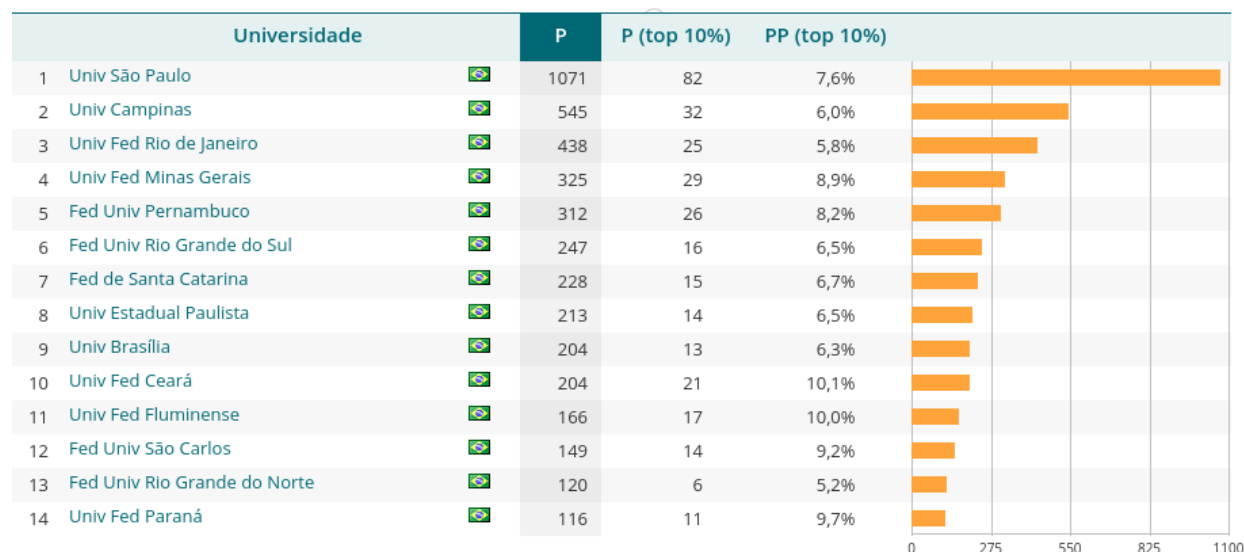 Universidade P P (top 10%) PP (top 10%)
1 Univ São Paulo 1071 82 7,6%
2 Univ Campinas 545 32 6,0%
3 Univ Fed Rio de Janeiro 438 25 5,8%
4 Univ Fed Minas Gerais 325 29 8,9%
5 Fed Univ Pernambuco 312 26 8,2%
6 Fed Univ Rio Grande do Sul 247 16 6,5%
7 Fed de Santa Catarina 228 15 6,7%
8 Univ Estadual Paulista 213 14 6,5%
9 Univ Brasília 204 13 6,3%
10 Univ Fed Ceará 204 21 10,1%
11 Univ Fed Fluminense 166 17 10,0%
12 Fed Univ São Carlos 149 14 9,2%
13 Fed Univ Rio Grande do Norte 120 6 5,2%
14 Univ Fed Paraná 116 11 9,7%
0 275 550 825 1100